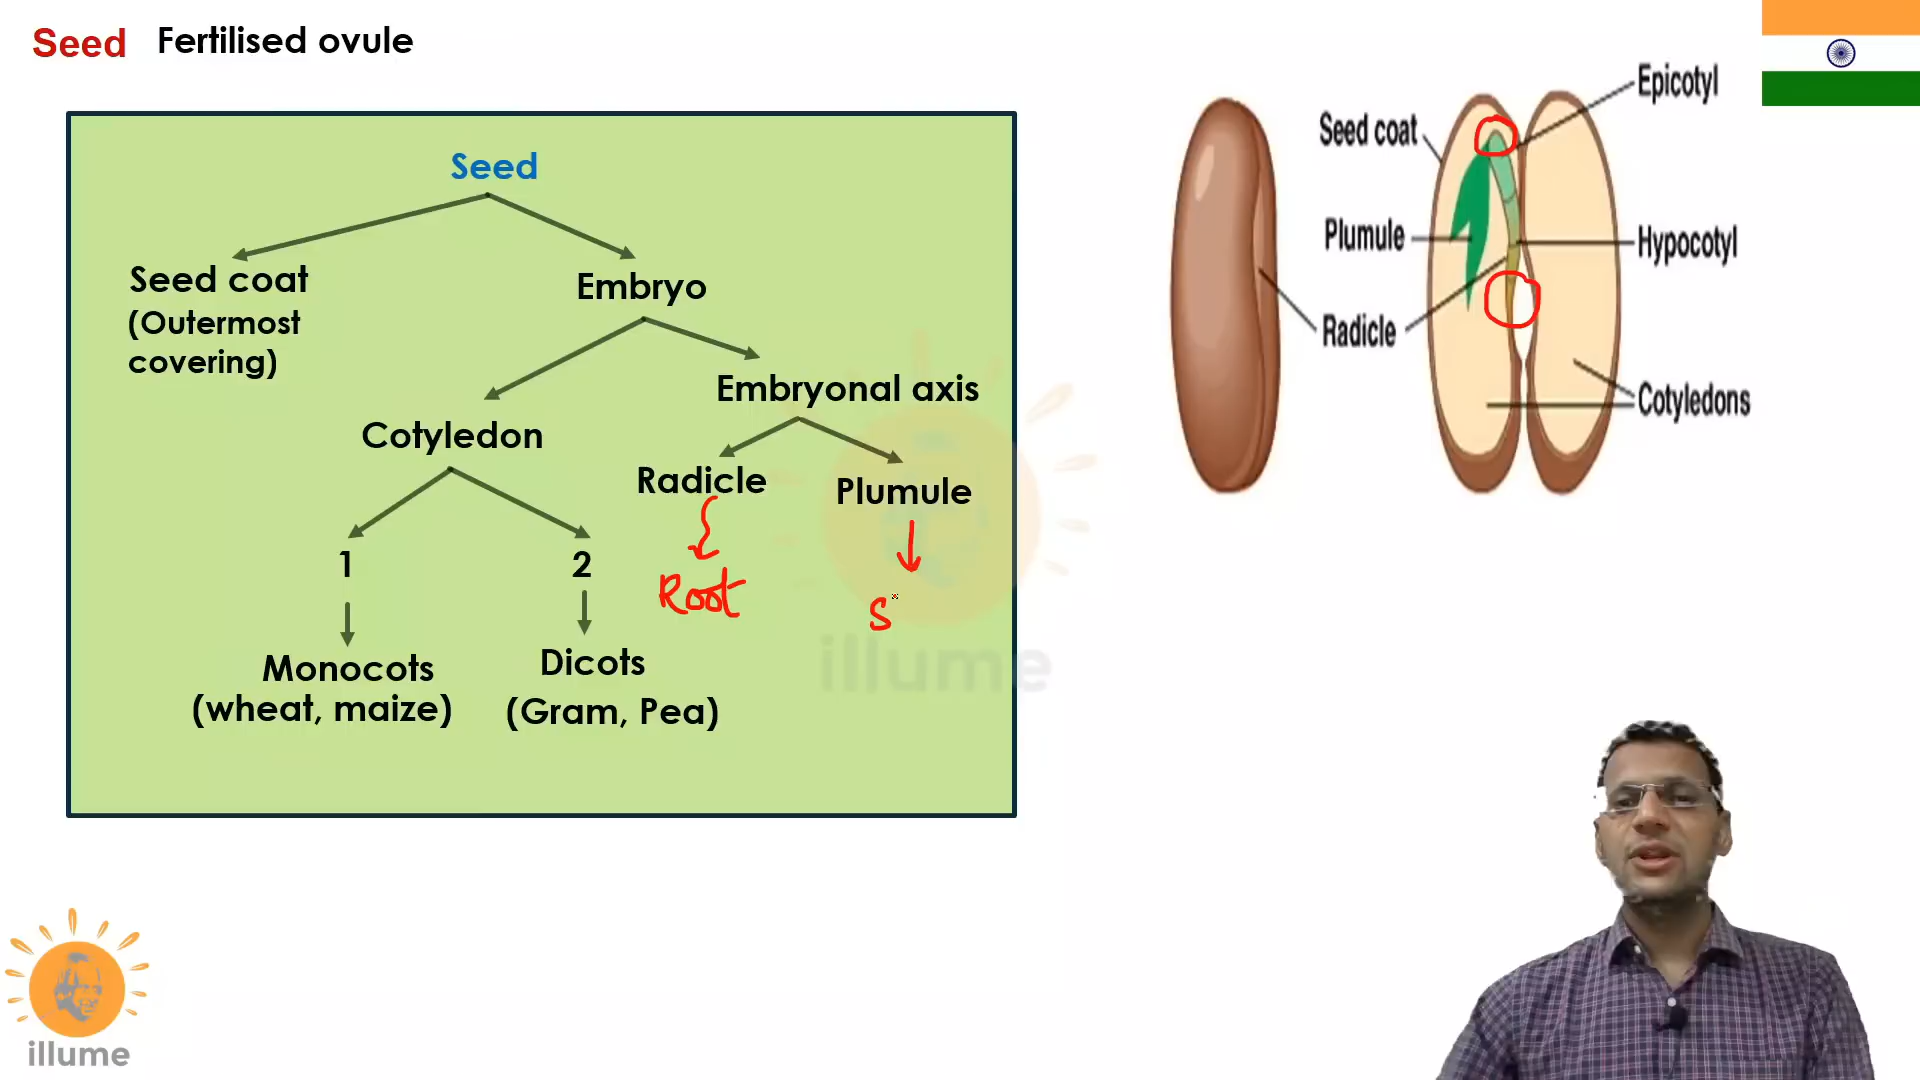 Seed Fertilised ovule
Seed
Seed coat
(Outermost
covering)
Embryo
Cotyledon
Embryonal axis
Radicle
Plumule
Root
S
1
2
Monocots
(wheat, maize)
Dicots
(Gram, Pea)
Epicotyl
Seed coat
Plumule
Hypocotyl
Radicle
Cotyledons
illume
illume